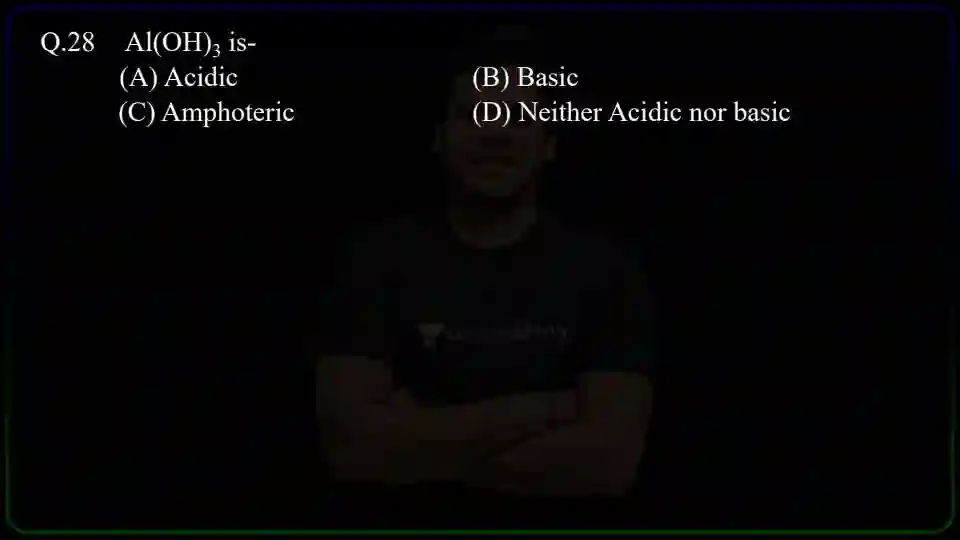 Q.28 Al(OH)₃ is-
(A) Acidic (B) Basic
(C) Amphoteric (D) Neither Acidic nor basic